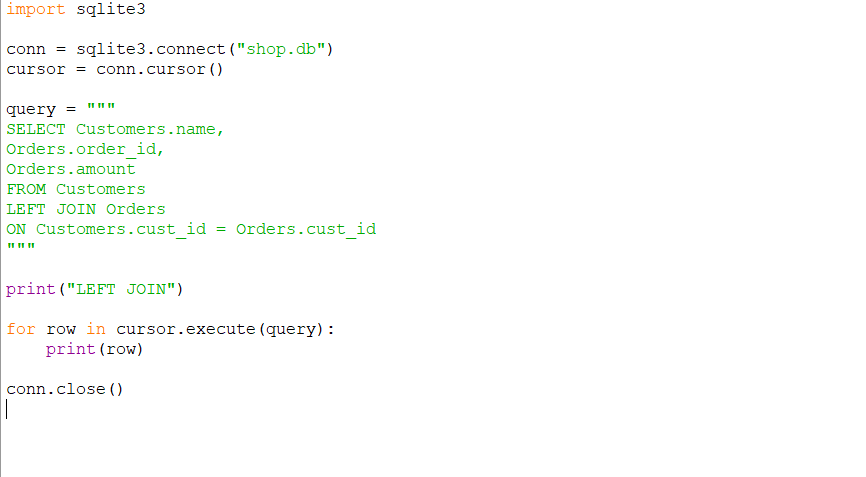 import sqlite3
conn = sqlite3.connect("shop.db")
cursor = conn.cursor()
query = """
SELECT Customers.name,
Orders.order_id,
Orders.amount
FROM Customers
LEFT JOIN Orders
ON Customers.cust_id = Orders.cust_id
"""
print("LEFT JOIN")
for row in cursor.execute(query):
    print(row)
conn.close()